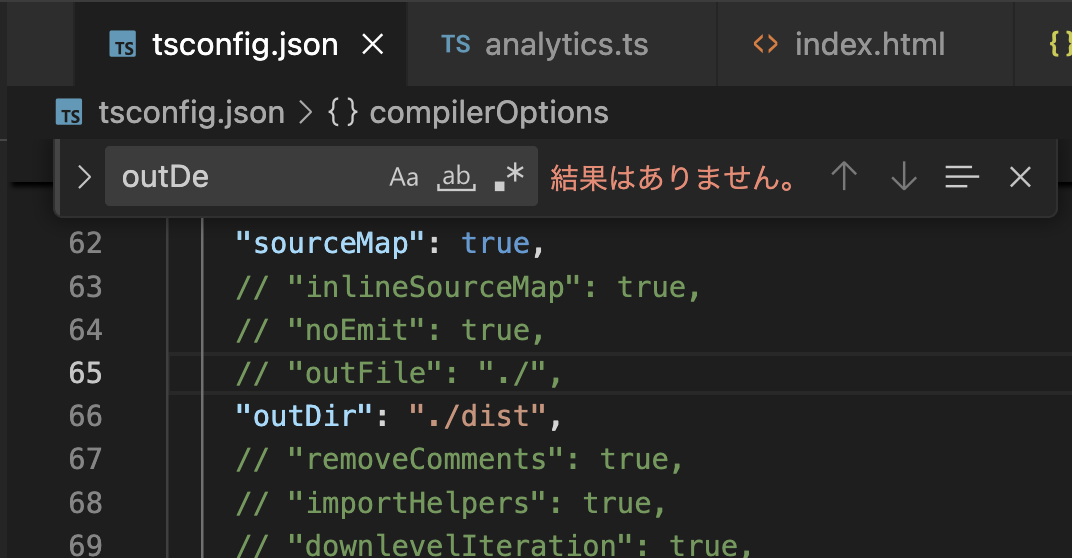 TS tsconfig.json × TS analytics.ts <> index.html {}
TS tsconfig.json > {} compilerOptions
> outDe Aa ab .* 結果はありません。
62 "sourceMap": true,
63 // "inlineSourceMap": true,
64 // "noEmit": true,
65 // "outFile": "./",
66 "outDir": "./dist",
67 // "removeComments": true,
68 // "importHelpers": true,
69 // "downlevelIteration": true,